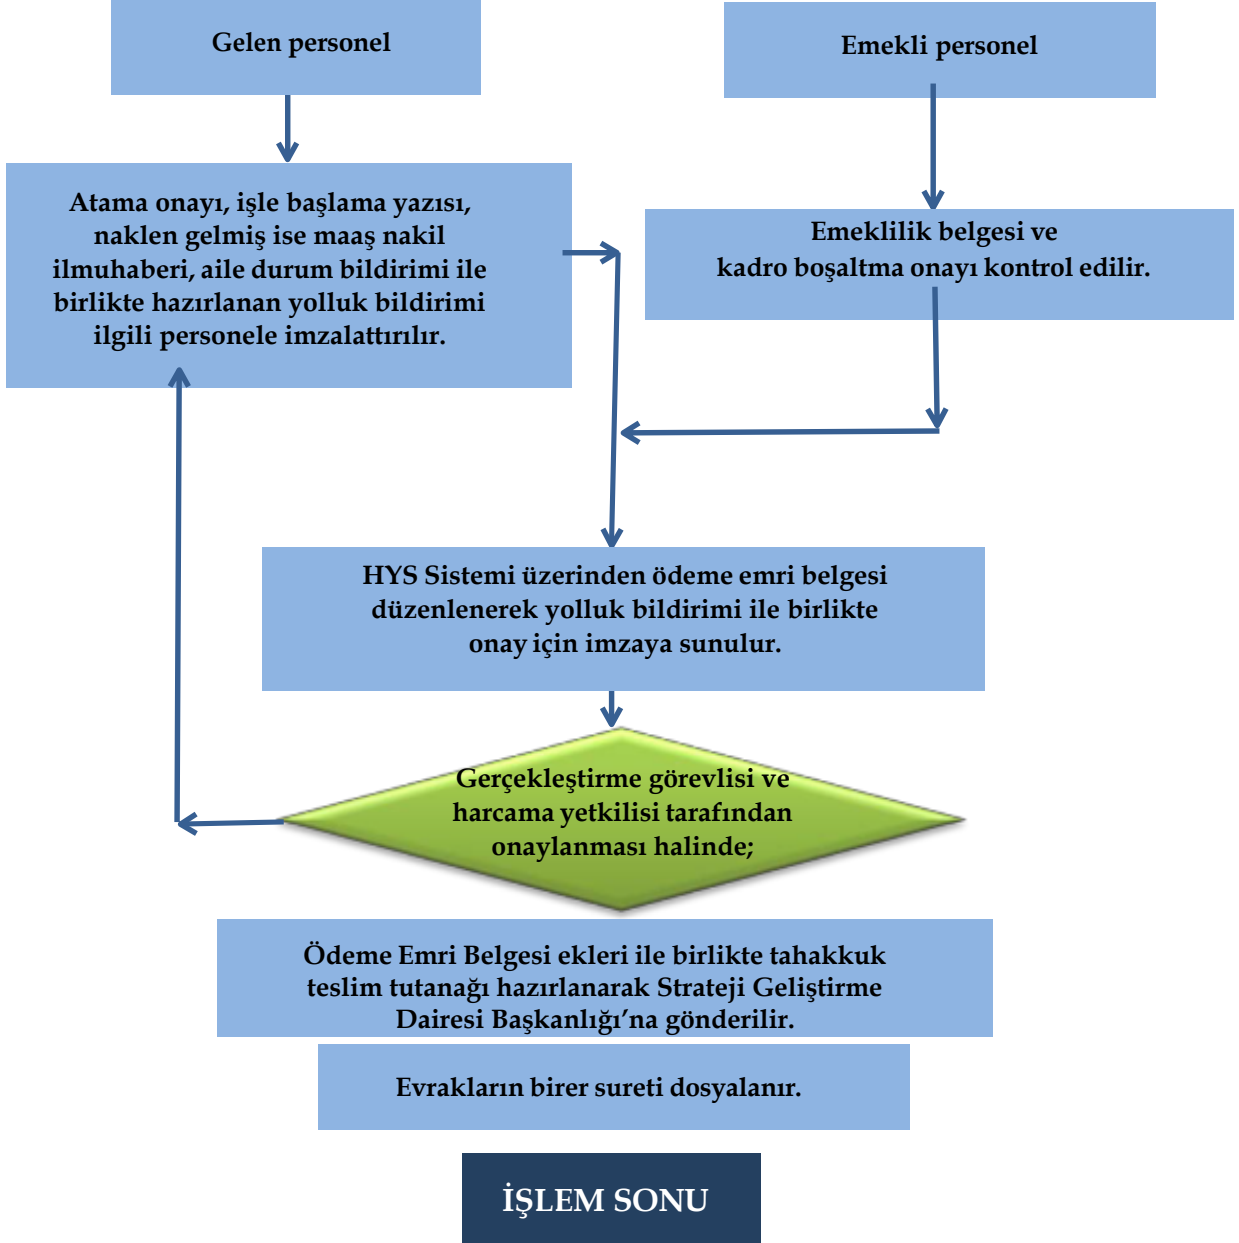 Gelen personel
Emekli personel
Atama onayı, işle başlama yazısı,
naklen gelmiş ise maaş nakil
ilmuhaberi, aile durum bildirimi ile
birlikte hazırlanan yolluk bildirimi
ilgili personele imzalattırılır.
Emeklilik belgesi ve
kadro boşaltma onayı kontrol edilir.
HYS Sistemi üzerinden ödeme emri belgesi
düzenlenerek yolluk bildirimi ile birlikte
onay için imzaya sunulur.
Gerçekleştirme görevlisi ve
harcama yetkilisi tarafından
onaylanması halinde;
Ödeme Emri Belgesi ekleri ile birlikte tahakkuk
teslim tutanağı hazırlanarak Strateji Geliştirme
Dairesi Başkanlığı’na gönderilir.
Evrakların birer sureti dosyalanır.
İŞLEM SONU